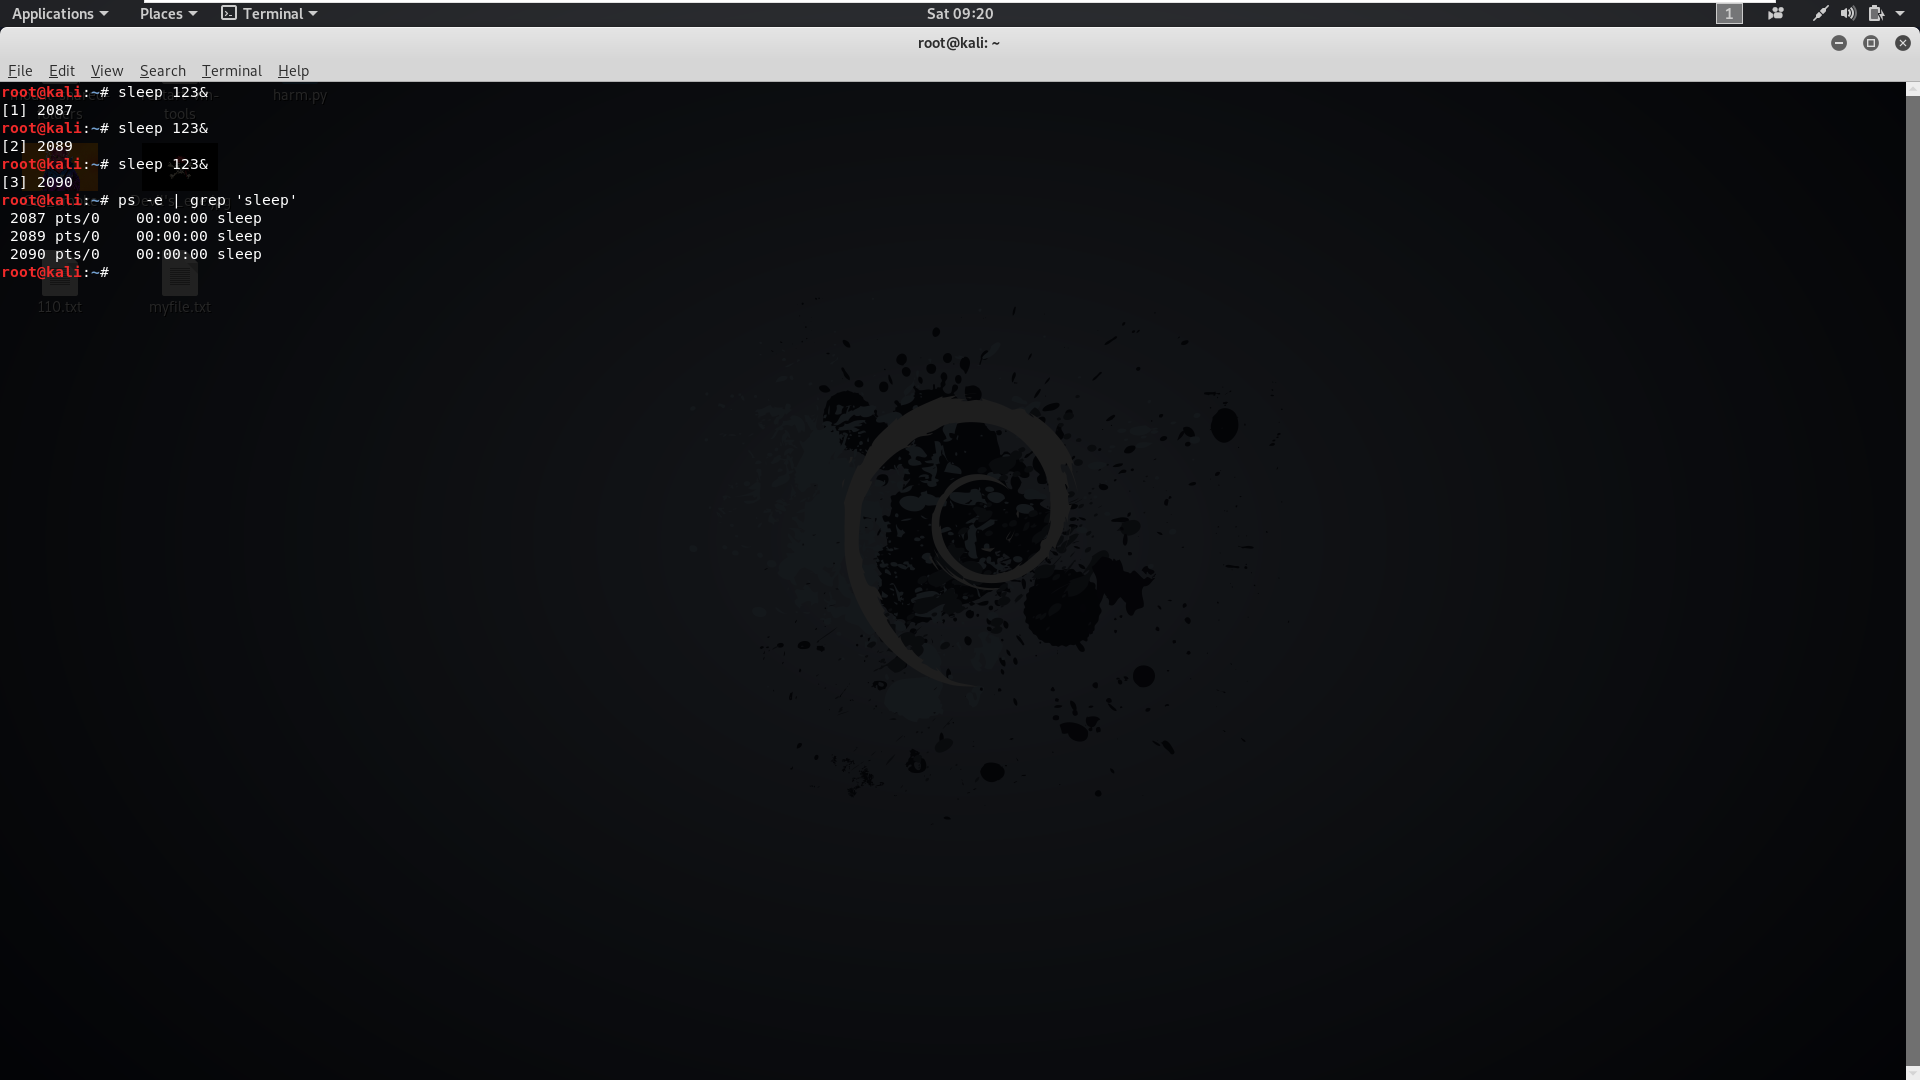 Applications Places Terminal Sat 09:20 1
root@kali: ~
File Edit View Search Terminal Help
root@kali:~# sleep 123&
harm.py
[1] 2087
tools
root@kali:~# sleep 123&
[2] 2089
root@kali:~# sleep 123&
[3] 2090
root@kali:~# ps -e | grep 'sleep'
2087 pts/0 00:00:00 sleep
2089 pts/0 00:00:00 sleep
2090 pts/0 00:00:00 sleep
root@kali:~#
110.txt myfile.txt